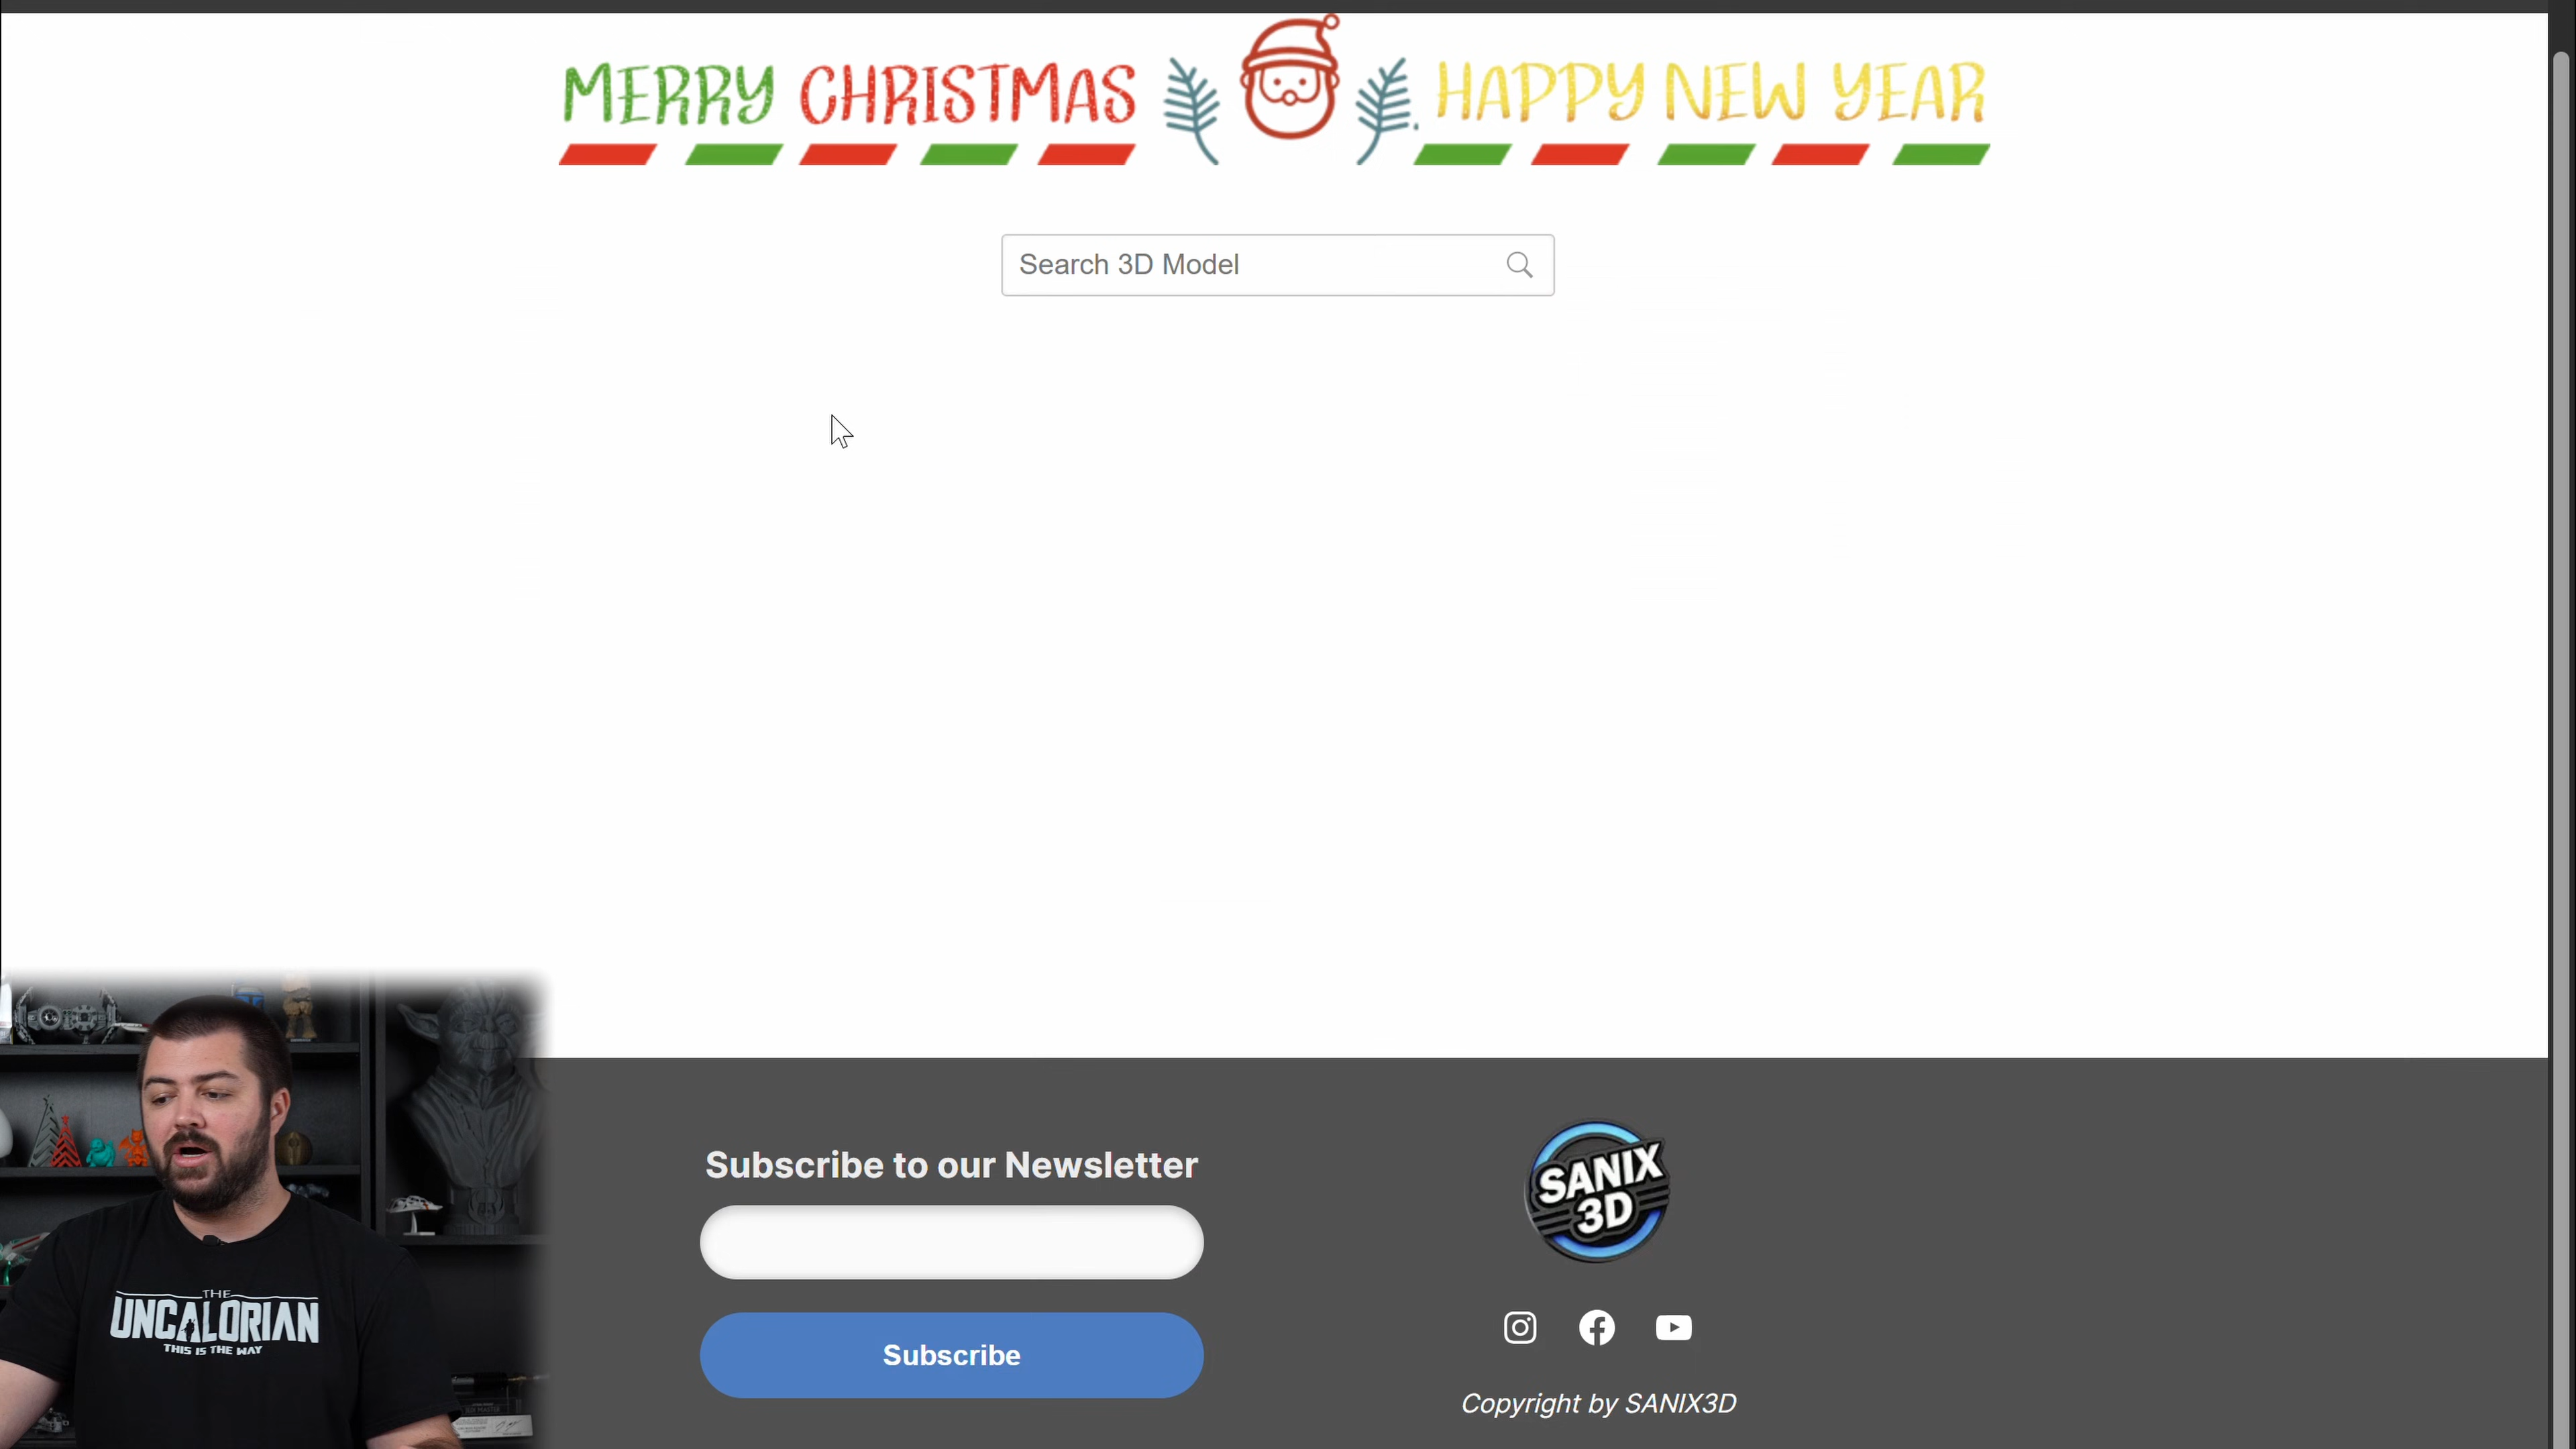 MERRY CHRISTMAS HAPPY NEW YEAR
Search 3D Model
Subscribe to our Newsletter
Subscribe
SANIX
3D
Copyright by SANIX3D
THE
UNCALORIAN
THIS IS THE WAY